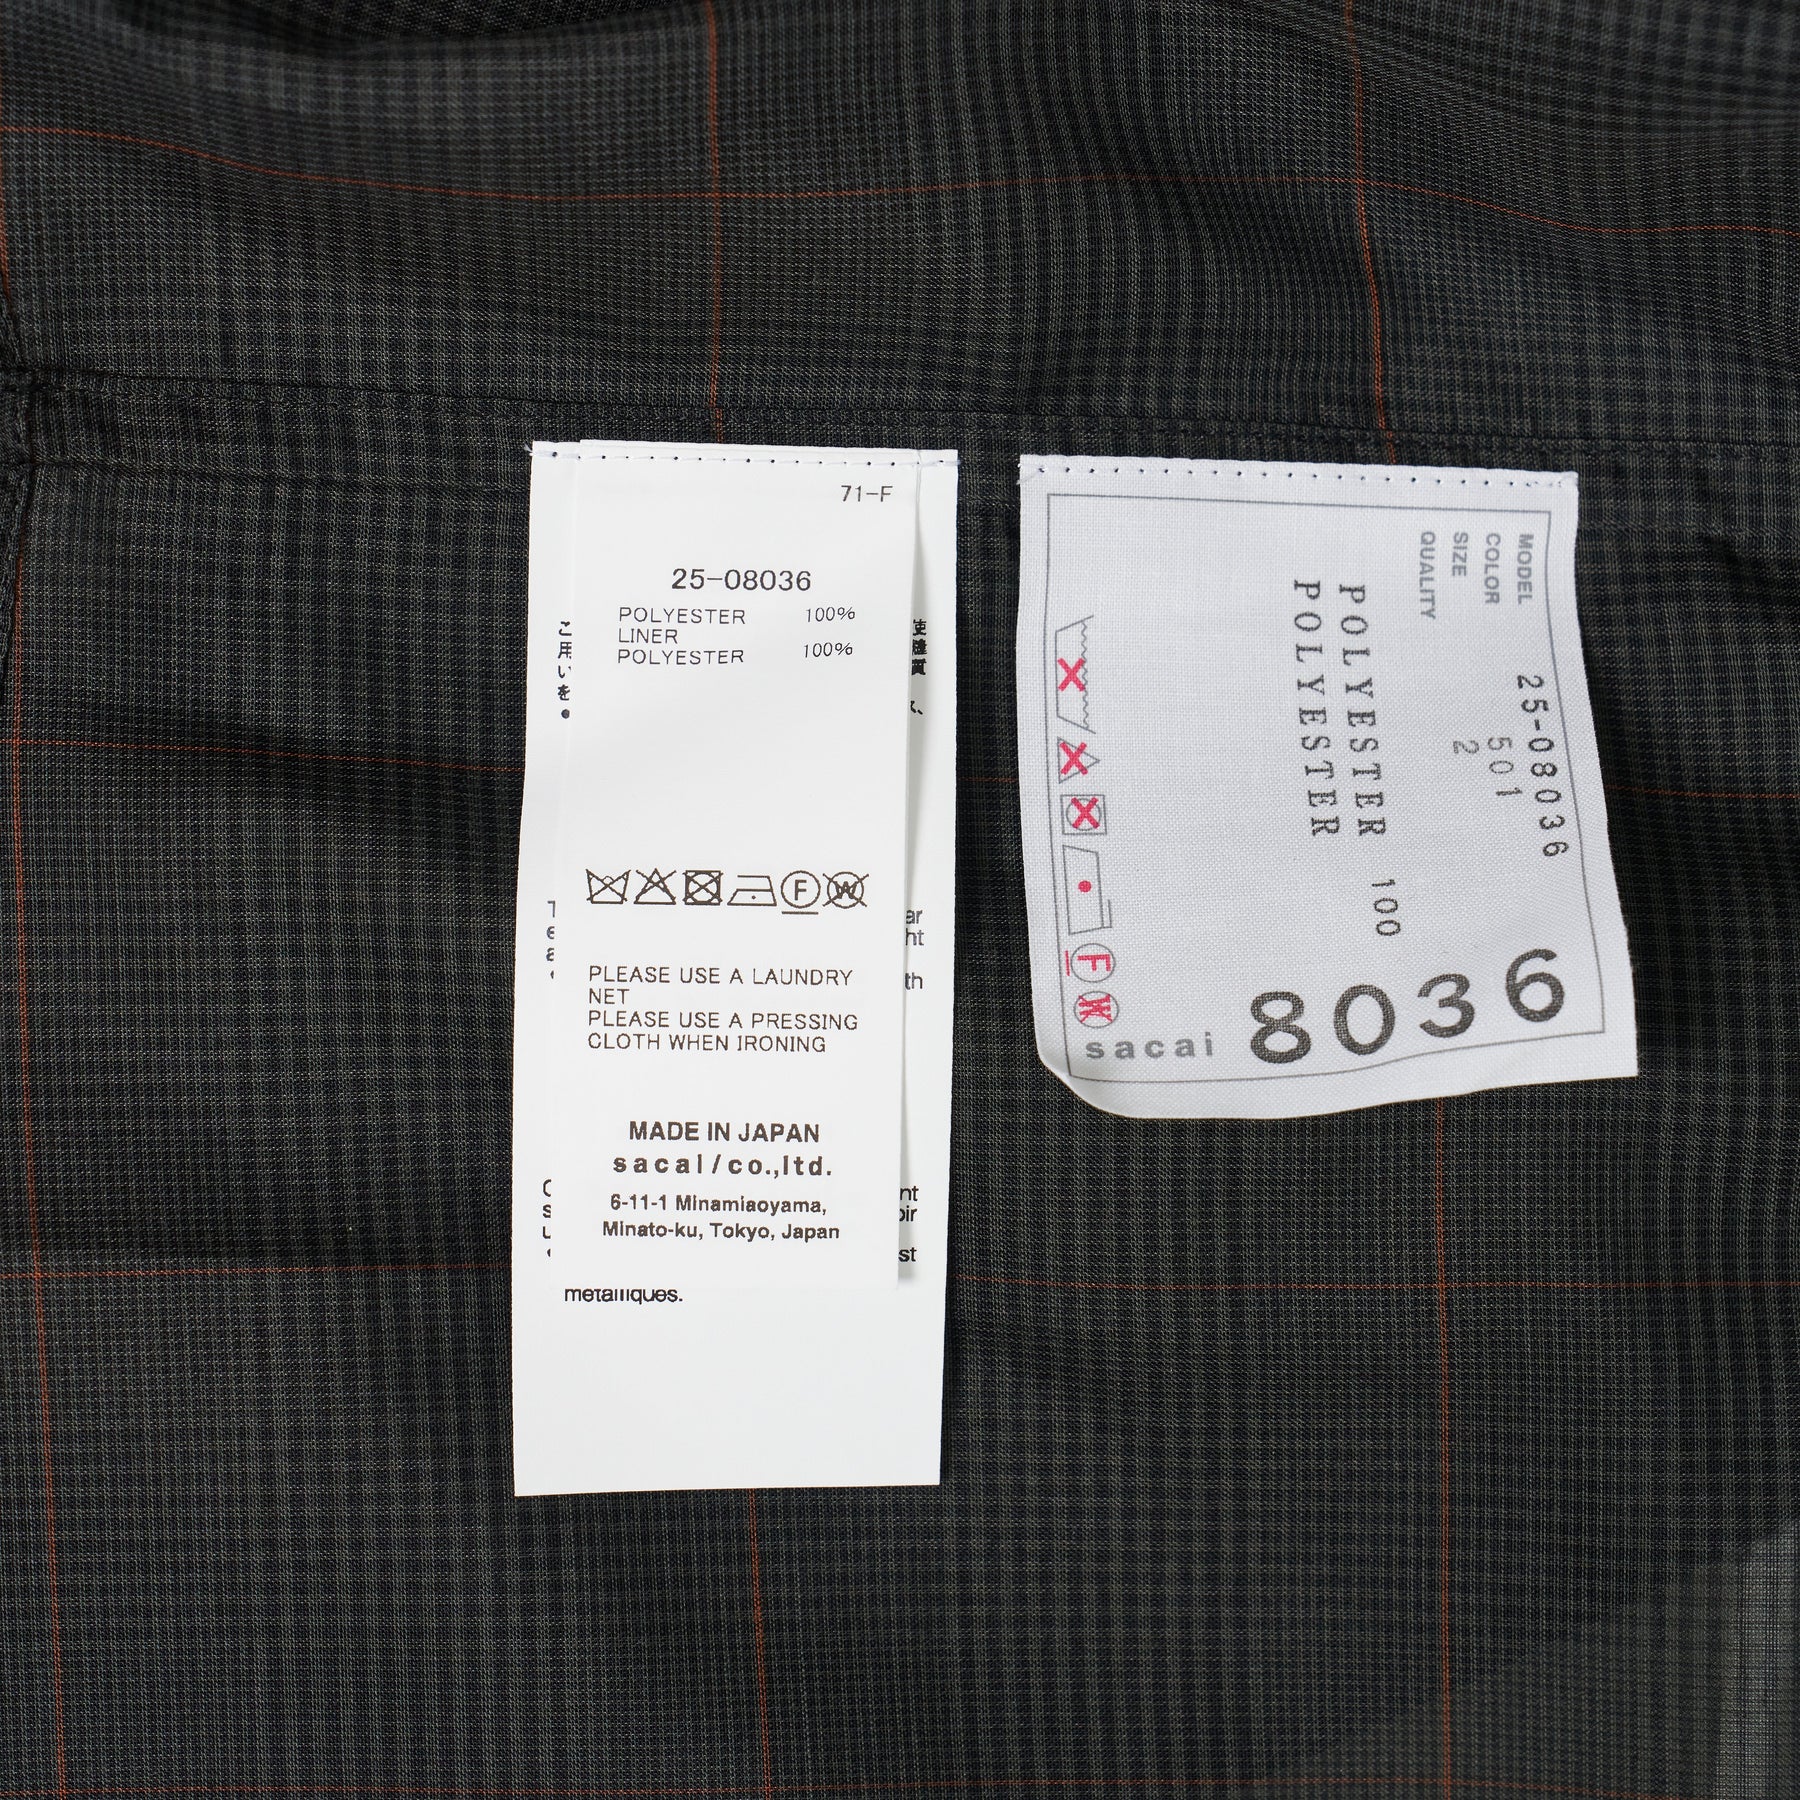 71-F
25-08036
POLYESTER 100%
LINER
POLYESTER 100%
PLEASE USE A LAUNDRY
NET
PLEASE USE A PRESSING
CLOTH WHEN IRONING
MADE IN JAPAN
sacai/co.,ltd.
6-11-1 Minamiaoyama,
Minato-ku, Tokyo, Japan
metalliques.
MODEL 25-08036
COLOR 501
SIZE 2
QUALITY
POLYESTER 100
POLYESTER
F
W
sacai 8036